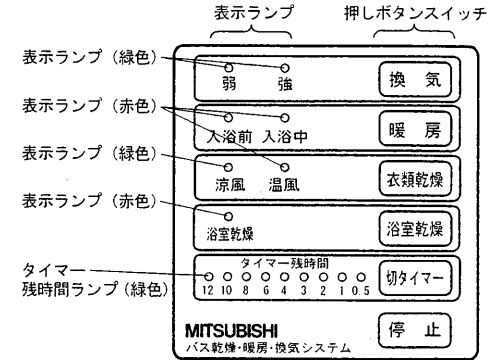 表示ランプ 押しボタンスイッチ
表示ランプ（緑色）
弱 強 換気
表示ランプ（赤色）
入浴前 入浴中 暖房
表示ランプ（緑色）
涼風 温風 衣類乾燥
表示ランプ（赤色）
浴室乾燥 浴室乾燥
タイマー
残時間ランプ（緑色）
タイマー残時間
12 10 8 6 4 3 2 1 0.5 切タイマー
MITSUBISHI 停止
バス乾燥・暖房・換気システム